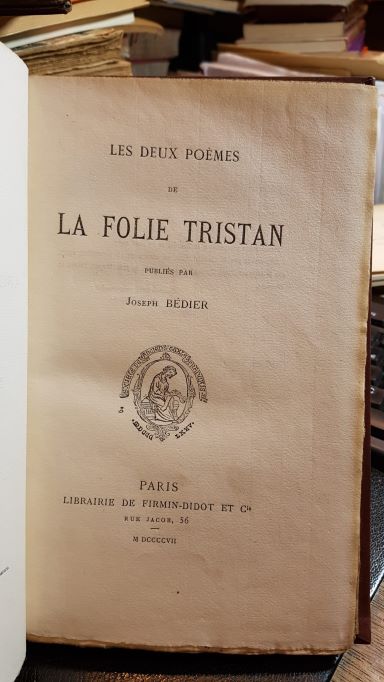 LES DEUX POÈMES
DE
LA FOLIE TRISTAN
PUBLIÉS PAR
Joseph BÉDIER
PARIS
LIBRAIRIE DE FIRMIN-DIDOT ET Cie
RUE JACOB, 56
M DCCCCVII